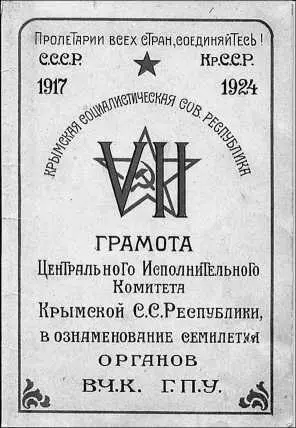 ПРОЛЕТАРИИ ВСЕХ СТРАН, СОЕДИНЯЙТЕСЬ!
С.С.С.Р. Кр.С.С.Р.
1917 1924
КРЫМСКАЯ СОЦИАЛИСТИЧЕСКАЯ СОВ. РЕСПУБЛИКА
VII
ГРАМОТА
ЦЕНТРАЛЬНОГО ИСПОЛНИТЕЛЬНОГО
КОМИТЕТА
КРЫМСКОЙ С.С.РЕСПУБЛИКИ,
В ОЗНАМЕНОВАНИЕ СЕМИЛЕТИЯ
ОРГАНОВ
ВЧ.К. Г.П.У.